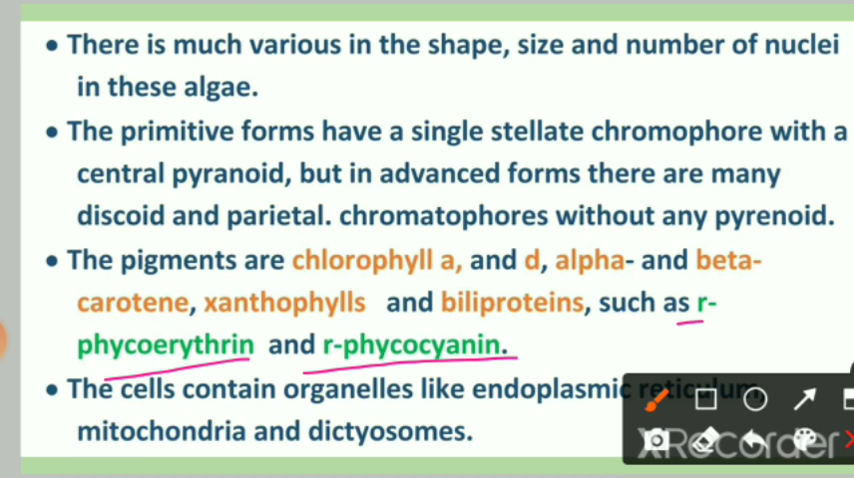 • There is much various in the shape, size and number of nuclei
in these algae.
• The primitive forms have a single stellate chromophore with a
central pyranoid, but in advanced forms there are many
discoid and parietal. chromatophores without any pyrenoid.
• The pigments are chlorophyll a, and d, alpha- and beta-
carotene, xanthophylls and biliproteins, such as r-
phycoerythrin and r-phycocyanin.
• The cells contain organelles like endoplasmic reticulum,
mitochondria and dictyosomes.
XRecorder